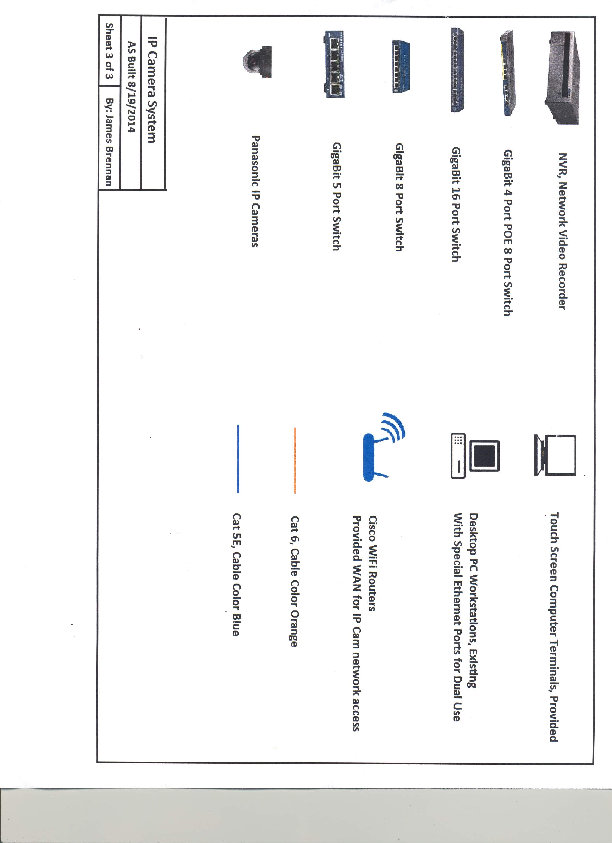 NVR, Network Video Recorder
GigaBit 4 Port POE 8 Port Switch
GigaBit 16 Port Switch
GigaBit 8 Port Switch
GigaBit 5 Port Switch
Panasonic IP Cameras
Touch Screen Computer Terminals, Provided
Desktop PC Workstations, Existing
With Special Ethernet Ports for Dual Use
Cisco WiFi Routers
Provided WAN for IP Cam network access
Cat 6, Cable Color Orange
Cat 5E, Cable Color Blue
IP Camera System
AS Built 8/19/2014
Sheet 3 of 3 By: James Brennan